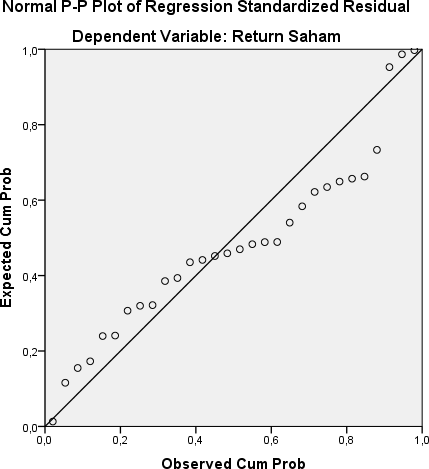 Normal P-P Plot of Regression Standardized Residual
Dependent Variable: Return Saham
1,0
0,8
0,6
0,4
0,2
0,0
Expected Cum Prob
0,0 0,2 0,4 0,6 0,8 1,0
Observed Cum Prob